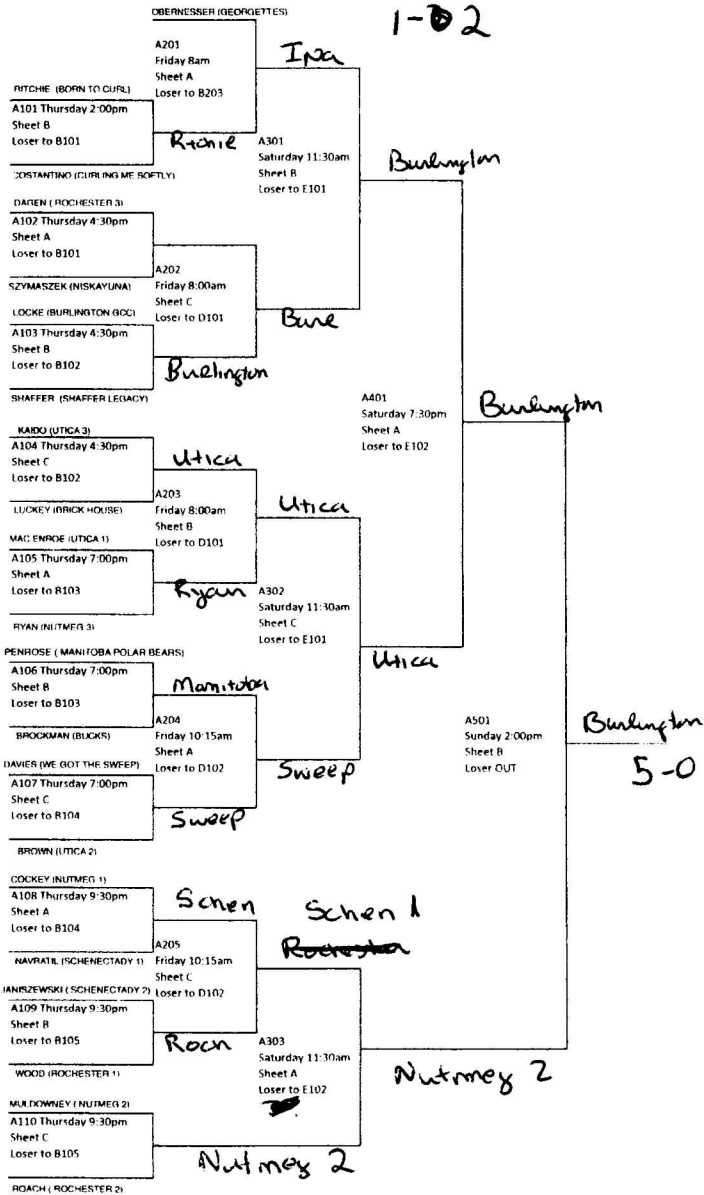 OBERNESSER (GEORGETTES)
1- 2
A201
Friday 8am
Sheet A
Loser to B203
Ina
RITCHIE (BORN TO CURL)
A101 Thursday 2:00pm
Sheet B
Loser to B101
Rtchie
COSTANTINO (CURLING ME SOFTLY)
A301
Saturday 11:30am
Sheet B
Loser to E101
Burlington
DAGEN ( ROCHESTER 3)
A102 Thursday 4:30pm
Sheet A
Loser to B101
SZYMASZEK (NISKAYUNA)
A202
Friday 8:00am
Sheet C
Loser to D101
LOCKE (BURLINGTON GCC)
A103 Thursday 4:30pm
Sheet B
Loser to B102
Burlington
SHAFFER (SHAFFER LEGACY)
A401
Saturday 7:30pm
Sheet A
Loser to E102
Burlington
KAIDO (UTICA 3)
A104 Thursday 4:30pm
Sheet C
Loser to B102
Utica
LUCKEY (BRICK HOUSE)
A203
Friday 8:00am
Sheet B
Loser to D101
Utica
MAC ENROE (UTICA 1)
A105 Thursday 7:00pm
Sheet A
Loser to B103
Ryan
RYAN (NUTMEG 3)
A302
Saturday 11:30am
Sheet C
Loser to E101
Utica
PENROSE ( MANITOBA POLAR BEARS)
A106 Thursday 7:00pm
Sheet B
Loser to B103
Manitoba
BROCKMAN (BUCKS)
A204
Friday 10:15am
Sheet A
Loser to D102
Sweep
DAVIES (WE GOT THE SWEEP)
A107 Thursday 7:00pm
Sheet C
Loser to B104
Sweep
BROWN (UTICA 2)
A501
Sunday 2:00pm
Sheet B
Loser OUT
Burlington
5-0
COCKEY (NUTMEG 1)
A108 Thursday 9:30pm
Sheet A
Loser to B104
Schen
NAVRATIL (SCHENECTADY 1)
A205
Friday 10:15am
Sheet C
Loser to D102
Schen 1
JANISZEWSKI ( SCHENECTADY 2)
A109 Thursday 9:30pm
Sheet B
Loser to B105
Roch
WOOD (ROCHESTER 1)
A303
Saturday 11:30am
Sheet A
Loser to E102
Nutmeg 2
MULDOWNEY ( NUTMEG 2)
A110 Thursday 9:30pm
Sheet C
Loser to B105
Nutmeg 2
ROACH ( ROCHESTER 2)